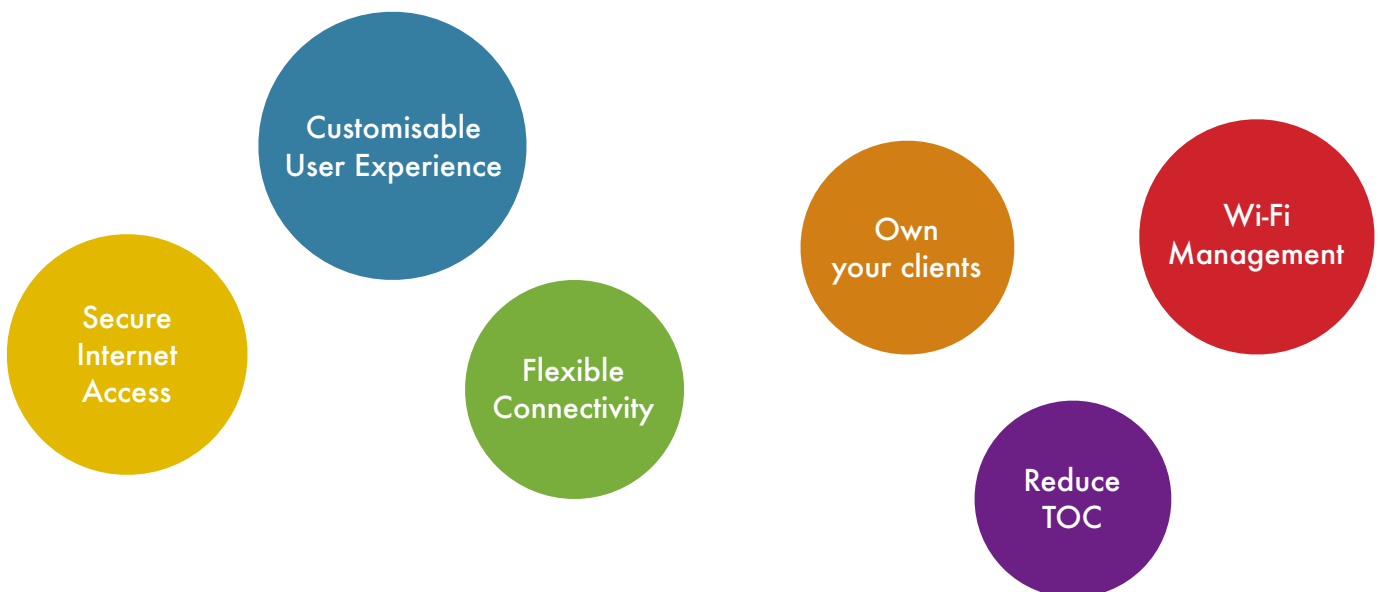 Customisable
User Experience
Secure
Internet
Access
Flexible
Connectivity
Own
your clients
Wi-Fi
Management
Reduce
TOC